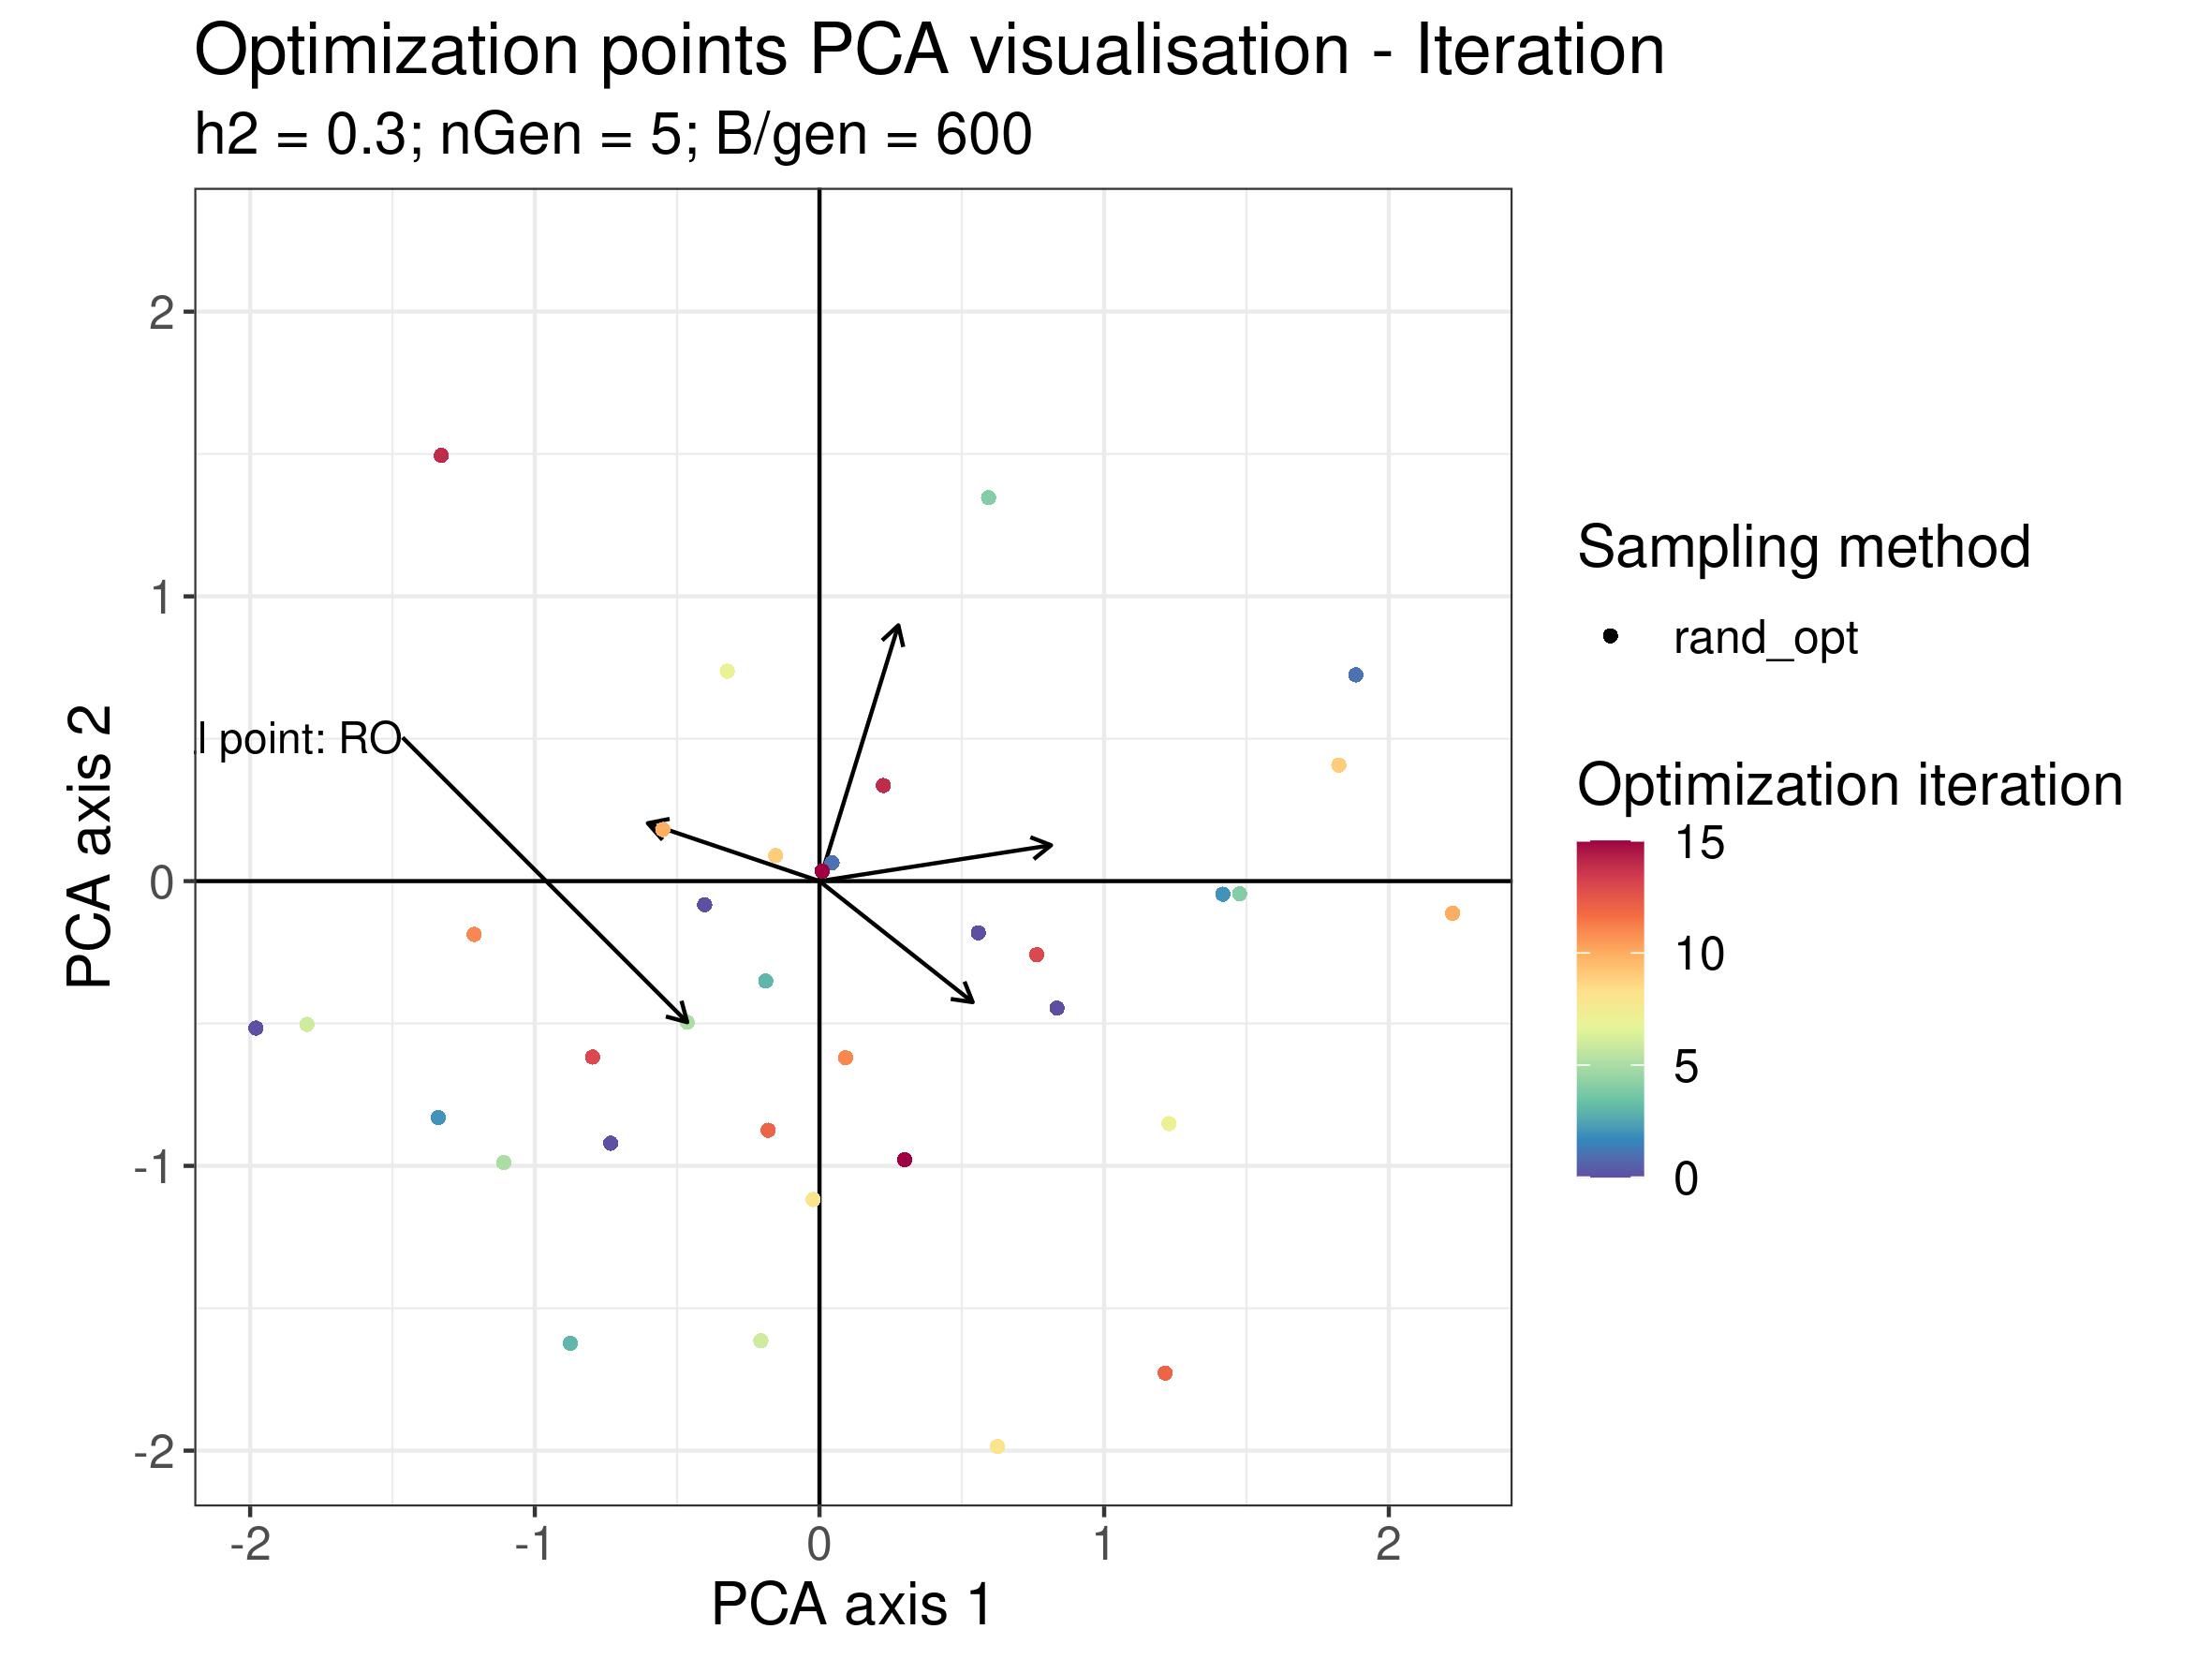 Optimization points PCA visualisation - Iteration
h2 = 0.3; nGen = 5; B/gen = 600
2
1
0
-1
-2
PCA axis 2
l point: RO
-2
-1
0
1
2
PCA axis 1
Sampling method
rand_opt
Optimization iteration
15
10
5
0